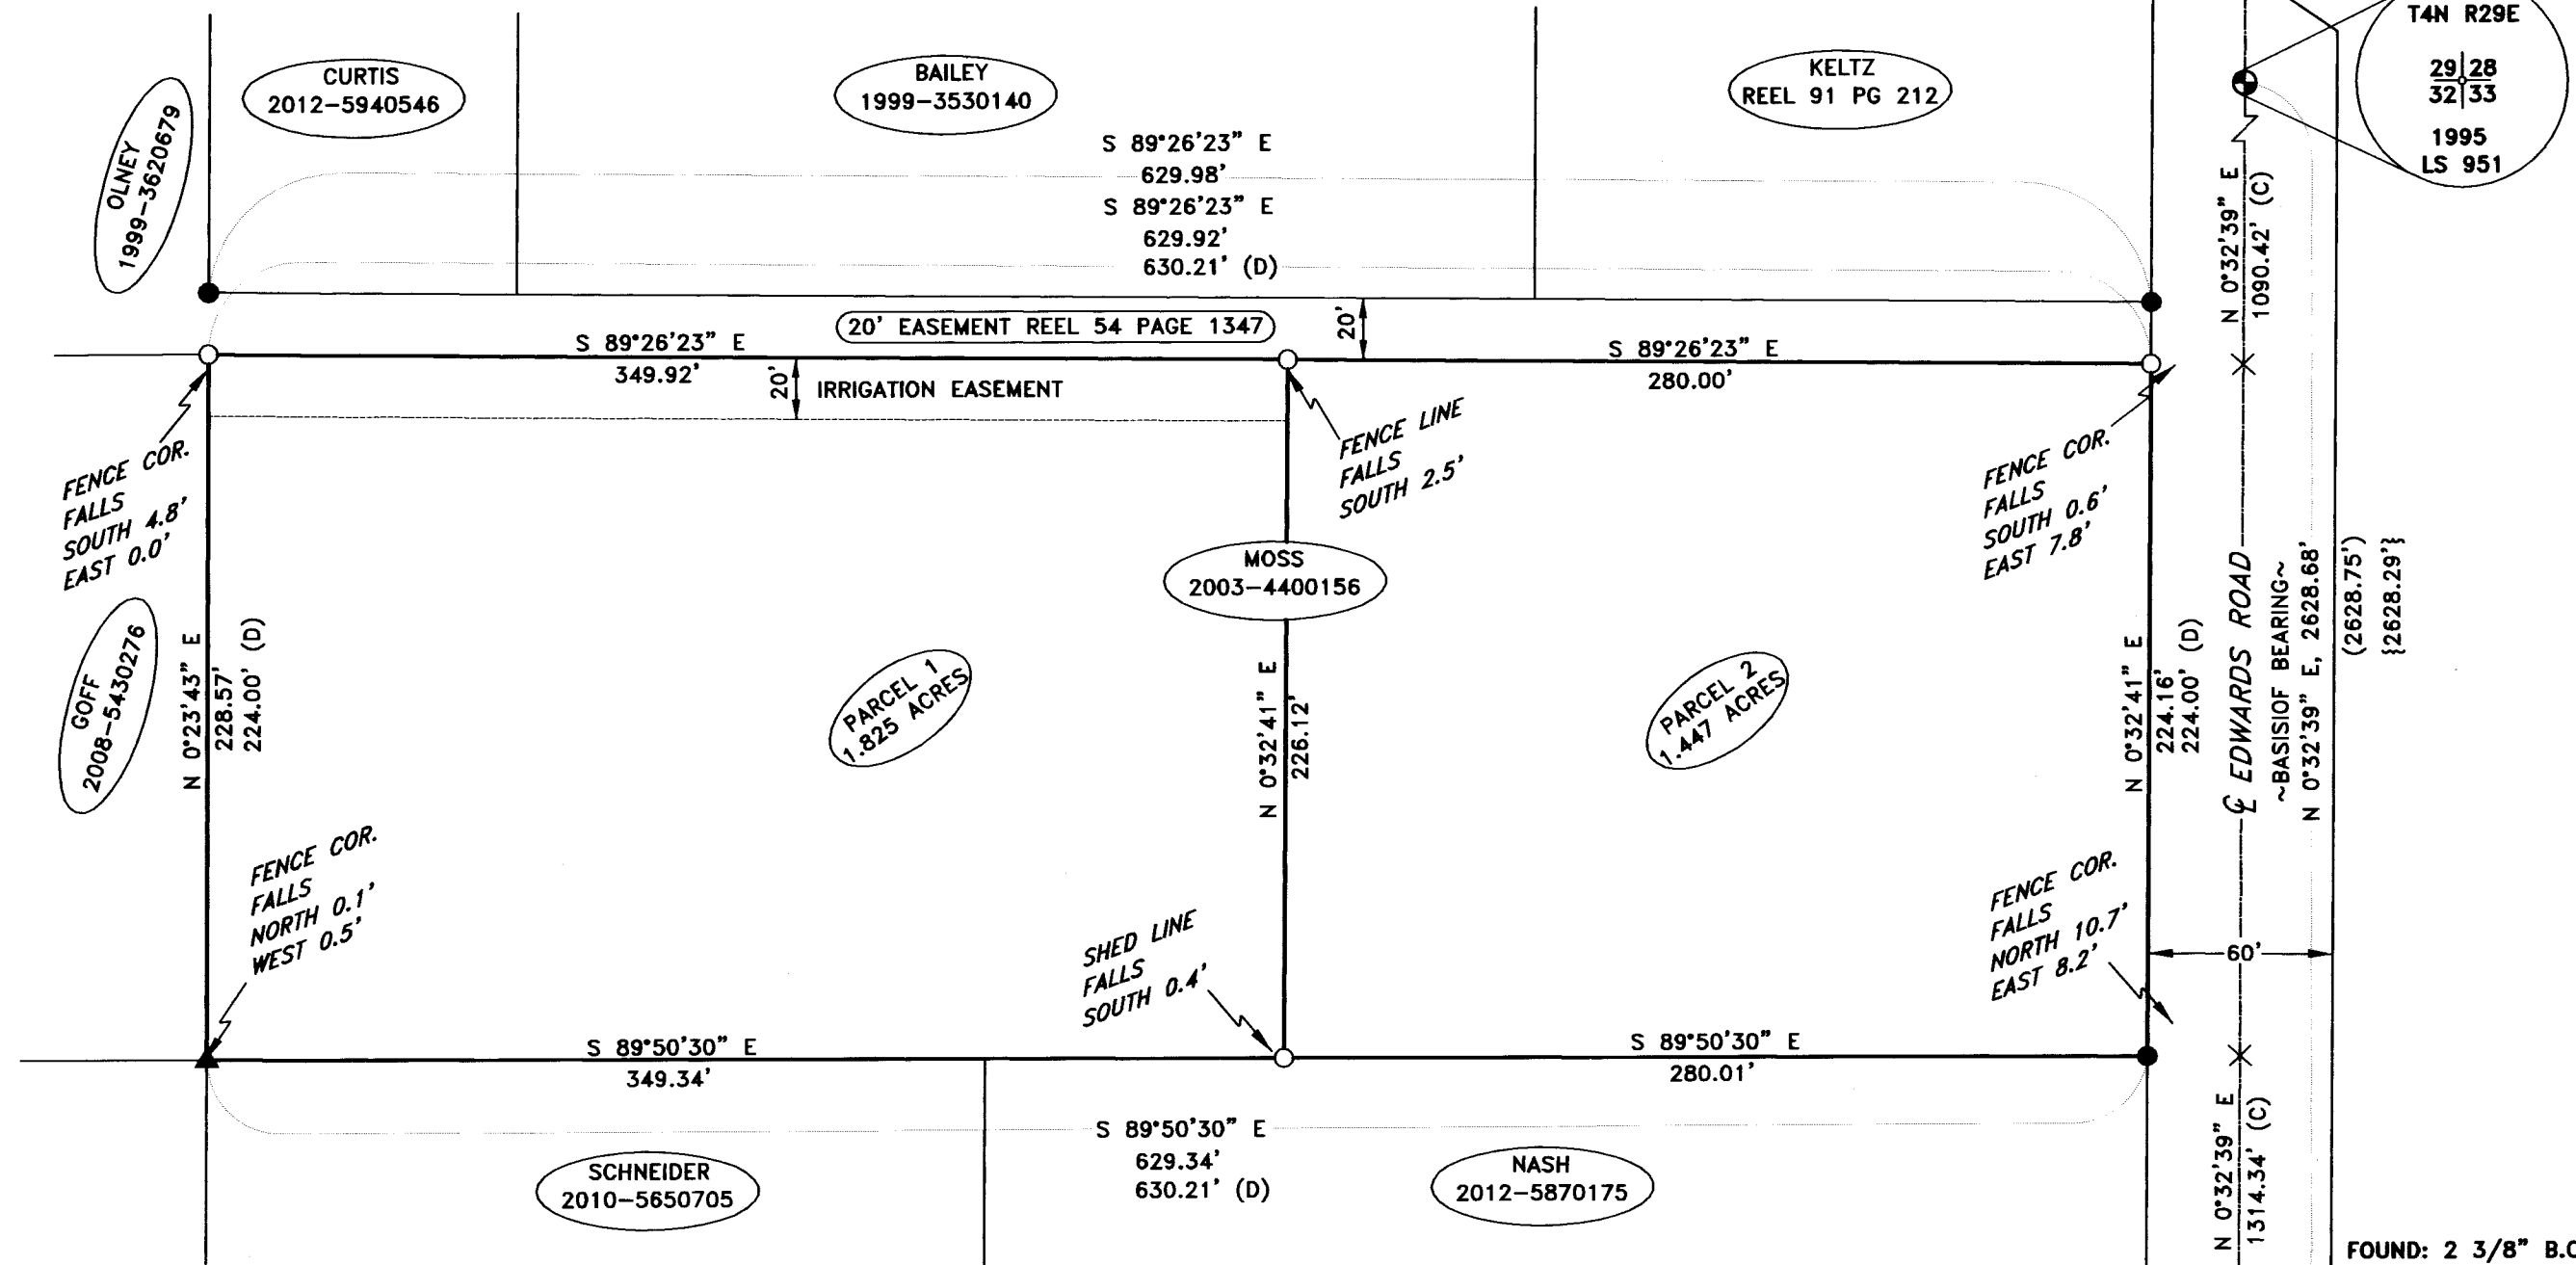 T4N R29E
29 28
32 33
1995
LS 951
CURTIS
2012-5940546
BAILEY
1999-3530140
KELTZ
REEL 91 PG 212
OLNEY
1999-3620679
S 89°26'23" E
629.98'
S 89°26'23" E
629.92'
630.21' (D)
N 0°32'39" E
1090.42' (C)
20' EASEMENT REEL 54 PAGE 1347
20'
S 89°26'23" E
349.92'
S 89°26'23" E
280.00'
20'
IRRIGATION EASEMENT
FENCE COR.
FALLS
SOUTH 4.8'
EAST 0.0'
FENCE LINE
FALLS
SOUTH 2.5'
FENCE COR.
FALLS
SOUTH 0.6'
EAST 7.8'
MOSS
2003-4400156
GOFF
2008-5430276
N 0°23'43" E
228.57'
224.00' (D)
PARCEL 1
1.825 ACRES
N 0°32'41" E
226.12'
PARCEL 2
1.447 ACRES
N 0°32'41" E
224.16'
224.00' (D)
℄ EDWARDS ROAD
~BASISIOF BEARING~
N 0°32'39" E, 2628.68'
(2628.75')
{2628.29'}
FENCE COR.
FALLS
NORTH 0.1'
WEST 0.5'
SHED LINE
FALLS
SOUTH 0.4'
FENCE COR.
FALLS
NORTH 10.7'
EAST 8.2'
60'
S 89°50'30" E
349.34'
S 89°50'30" E
280.01'
S 89°50'30" E
629.34'
630.21' (D)
SCHNEIDER
2010-5650705
NASH
2012-5870175
N 0°32'39" E
1314.34' (C)
FOUND: 2 3/8"